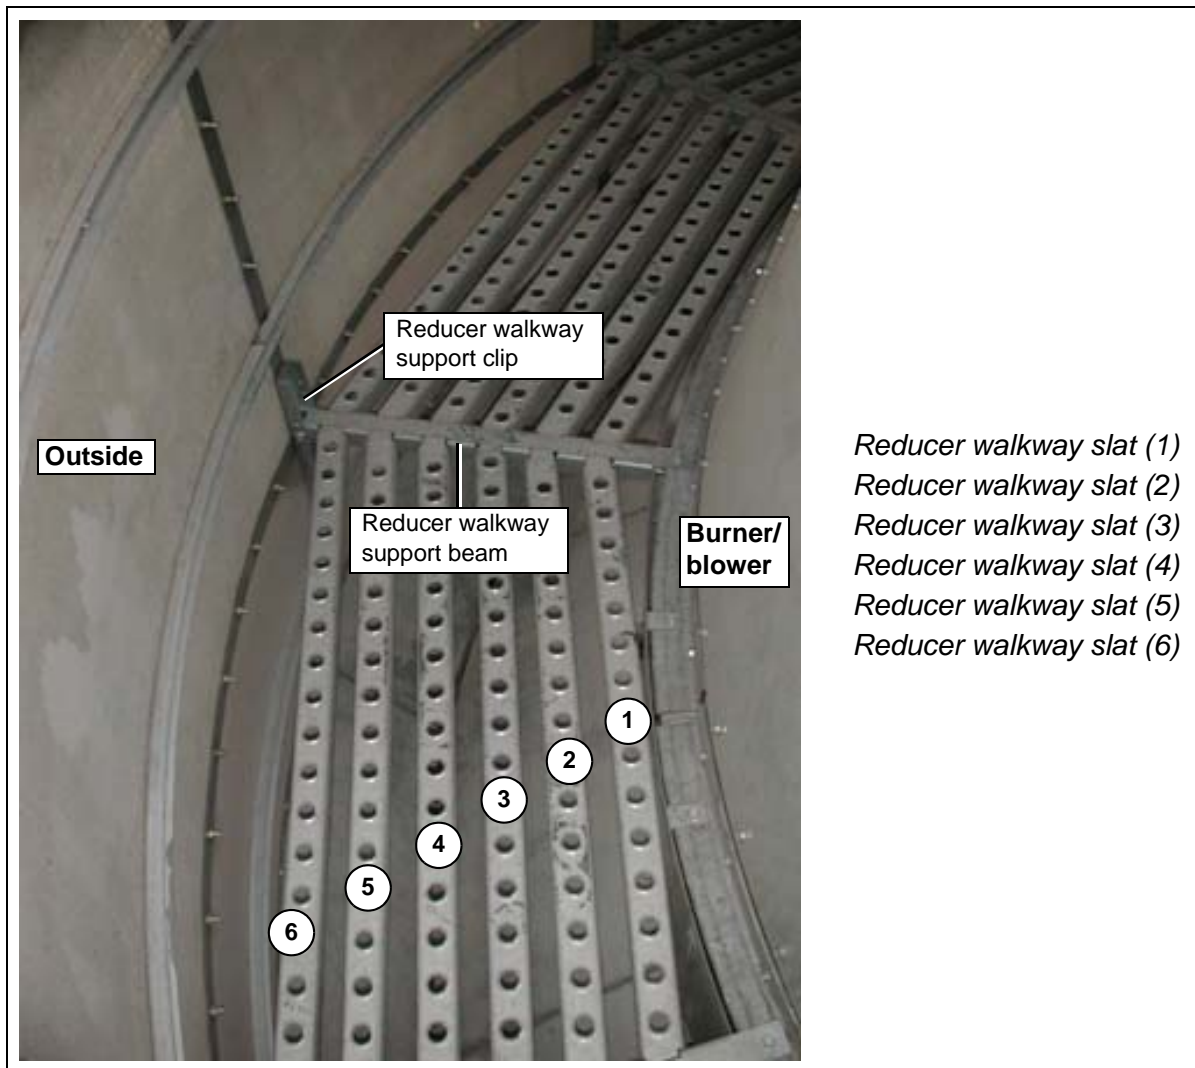 Reducer walkway
support clip
Outside
Reducer walkway
support beam
Burner/
blower
1
2
3
4
5
6
Reducer walkway slat (1)
Reducer walkway slat (2)
Reducer walkway slat (3)
Reducer walkway slat (4)
Reducer walkway slat (5)
Reducer walkway slat (6)